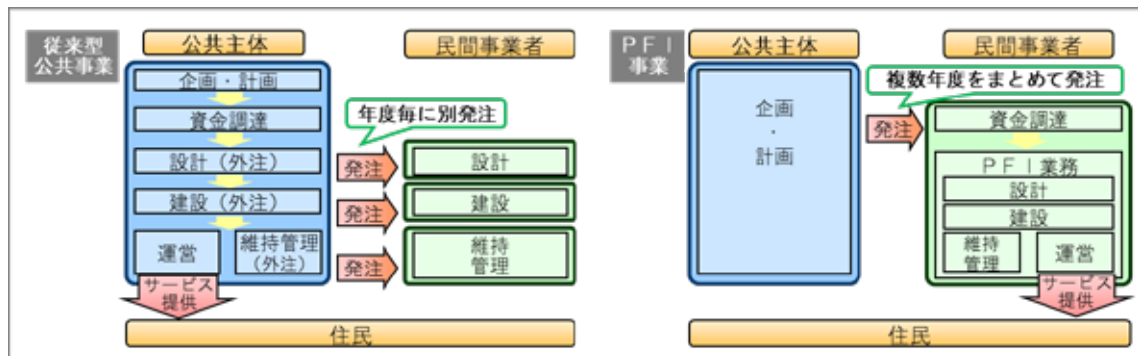 従来型
公共事業
公共主体
民間事業者
企画・計画
資金調達
設計（外注）
建設（外注）
運営
維持管理
（外注）
年度毎に別発注
発注
設計
発注
建設
発注
維持
管理
サービス
提供
住民
ＰＦＩ
事業
公共主体
民間事業者
企画
・
計画
複数年度をまとめて発注
発注
資金調達
ＰＦＩ業務
設計
建設
維持
管理
運営
サービス
提供
住民